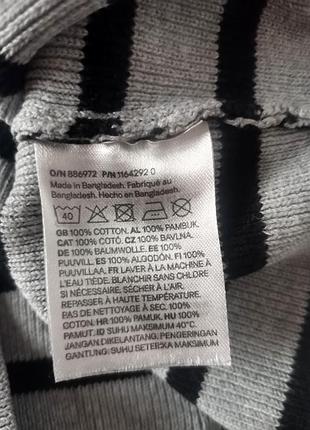 O/N 886972 P/N 1164292 0
Made in Bangladesh. Fabriqué au
Bangladesh. Hecho en Bangladesh.
40
GB 100% COTTON. AL 100% PAMBUK.
CAT 100% COTÓ. CZ 100% BAVLNA.
DE 100% BAUMWOLLE. EE 100%
PUUVILL. ES 100% ALGODÓN. FI 100%
PUUVILLAA. FR LAVER À LA MACHINE À
L'EAU TIÈDE. BLANCHIR SANS CHLORE
SI NÉCESSAIRE, SÉCHER À L'AIR.
REPASSER À HAUTE TEMPÉRATURE.
PAS DE NETTOYAGE À SEC. 100%
COTTON. HR 100% PAMUK. HU 100%
PAMUT. ID SUHU MAKSIMUM 40°C.
JANGAN DIKELANTANG. PENGERINGAN
GANTUNG. SUHU SETERIKA MAKSIMUM